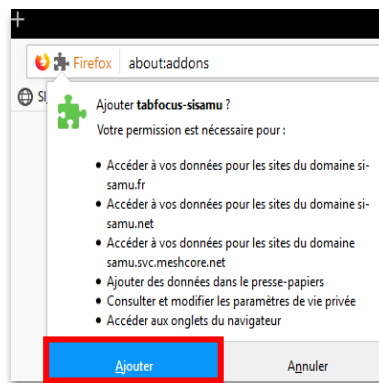 Firefox about:addons
Ajouter tabfocus-sisamu ?
Votre permission est nécessaire pour :
• Accéder à vos données pour les sites du domaine si-
samu.fr
• Accéder à vos données pour les sites du domaine si-
samu.net
• Accéder à vos données pour les sites du domaine
samu.svc.meshcore.net
• Ajouter des données dans le presse-papiers
• Consulter et modifier les paramètres de vie privée
• Accéder aux onglets du navigateur
Ajouter Annuler